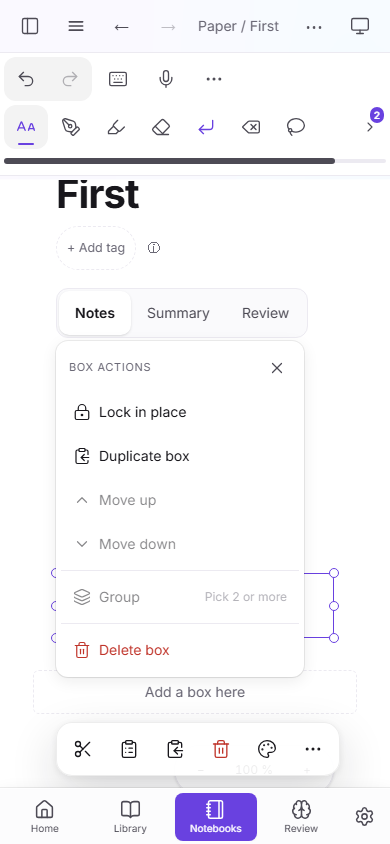 Paper / First
AA
2
First
+ Add tag
Notes Summary Review
BOX ACTIONS
Lock in place
Duplicate box
Move up
Move down
Group Pick 2 or more
Delete box
Add a box here
− 100 % +
Home Library Notebooks Review